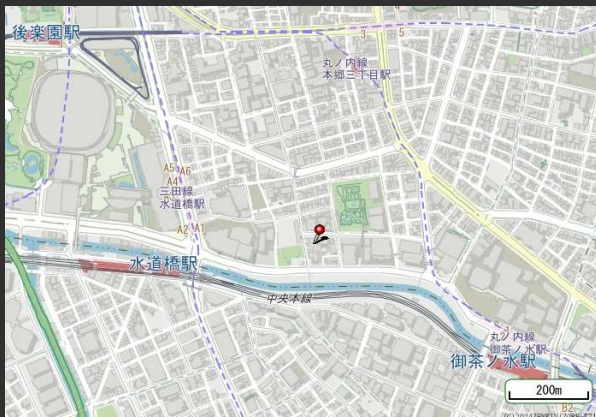 後楽園駅
3
4
5
丸ノ内線
本郷三丁目駅
A5
A6
A4
三田線
水道橋駅
A2
A1
水道橋駅
中央本線
丸ノ内線
御茶ノ水駅
御茶ノ水駅
200m
B2